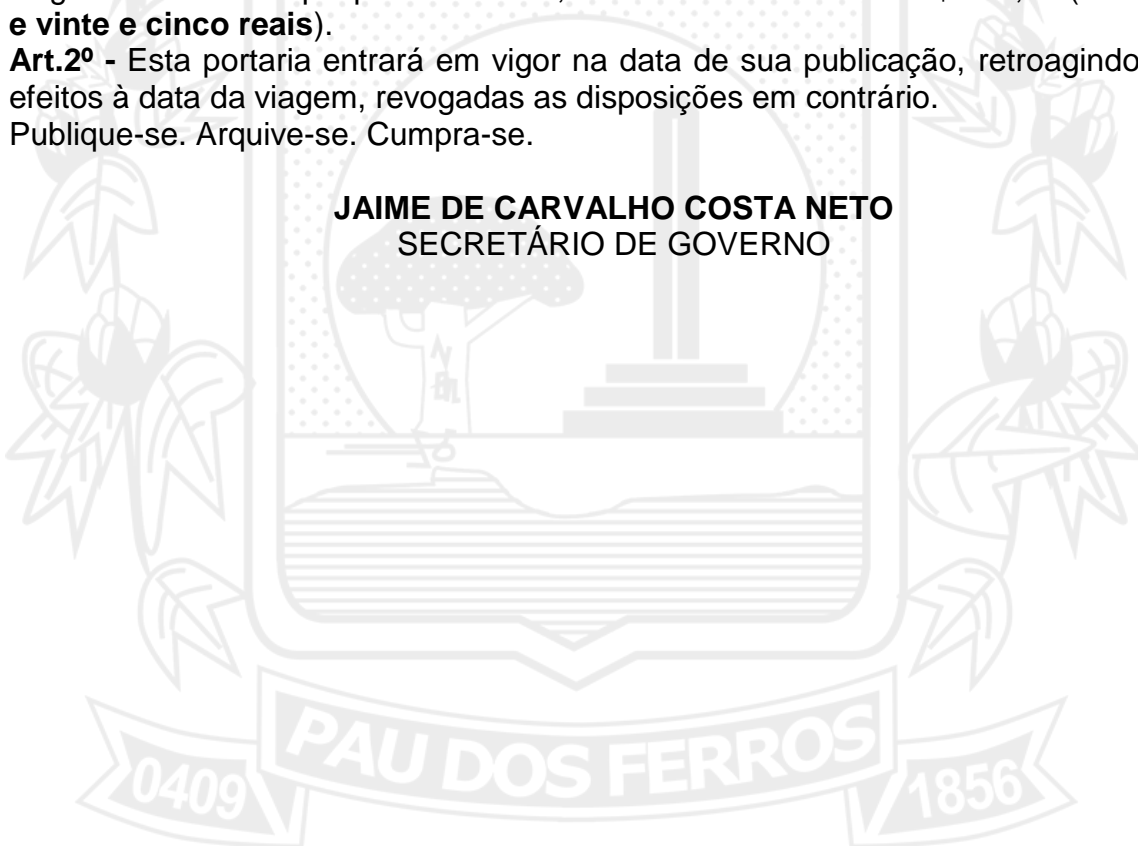 e vinte e cinco reais).
Art.2º - Esta portaria entrará em vigor na data de sua publicação, retroagindo
efeitos à data da viagem, revogadas as disposições em contrário.
Publique-se. Arquive-se. Cumpra-se.
JAIME DE CARVALHO COSTA NETO
SECRETÁRIO DE GOVERNO
PAU DOS FERROS
0409
1856